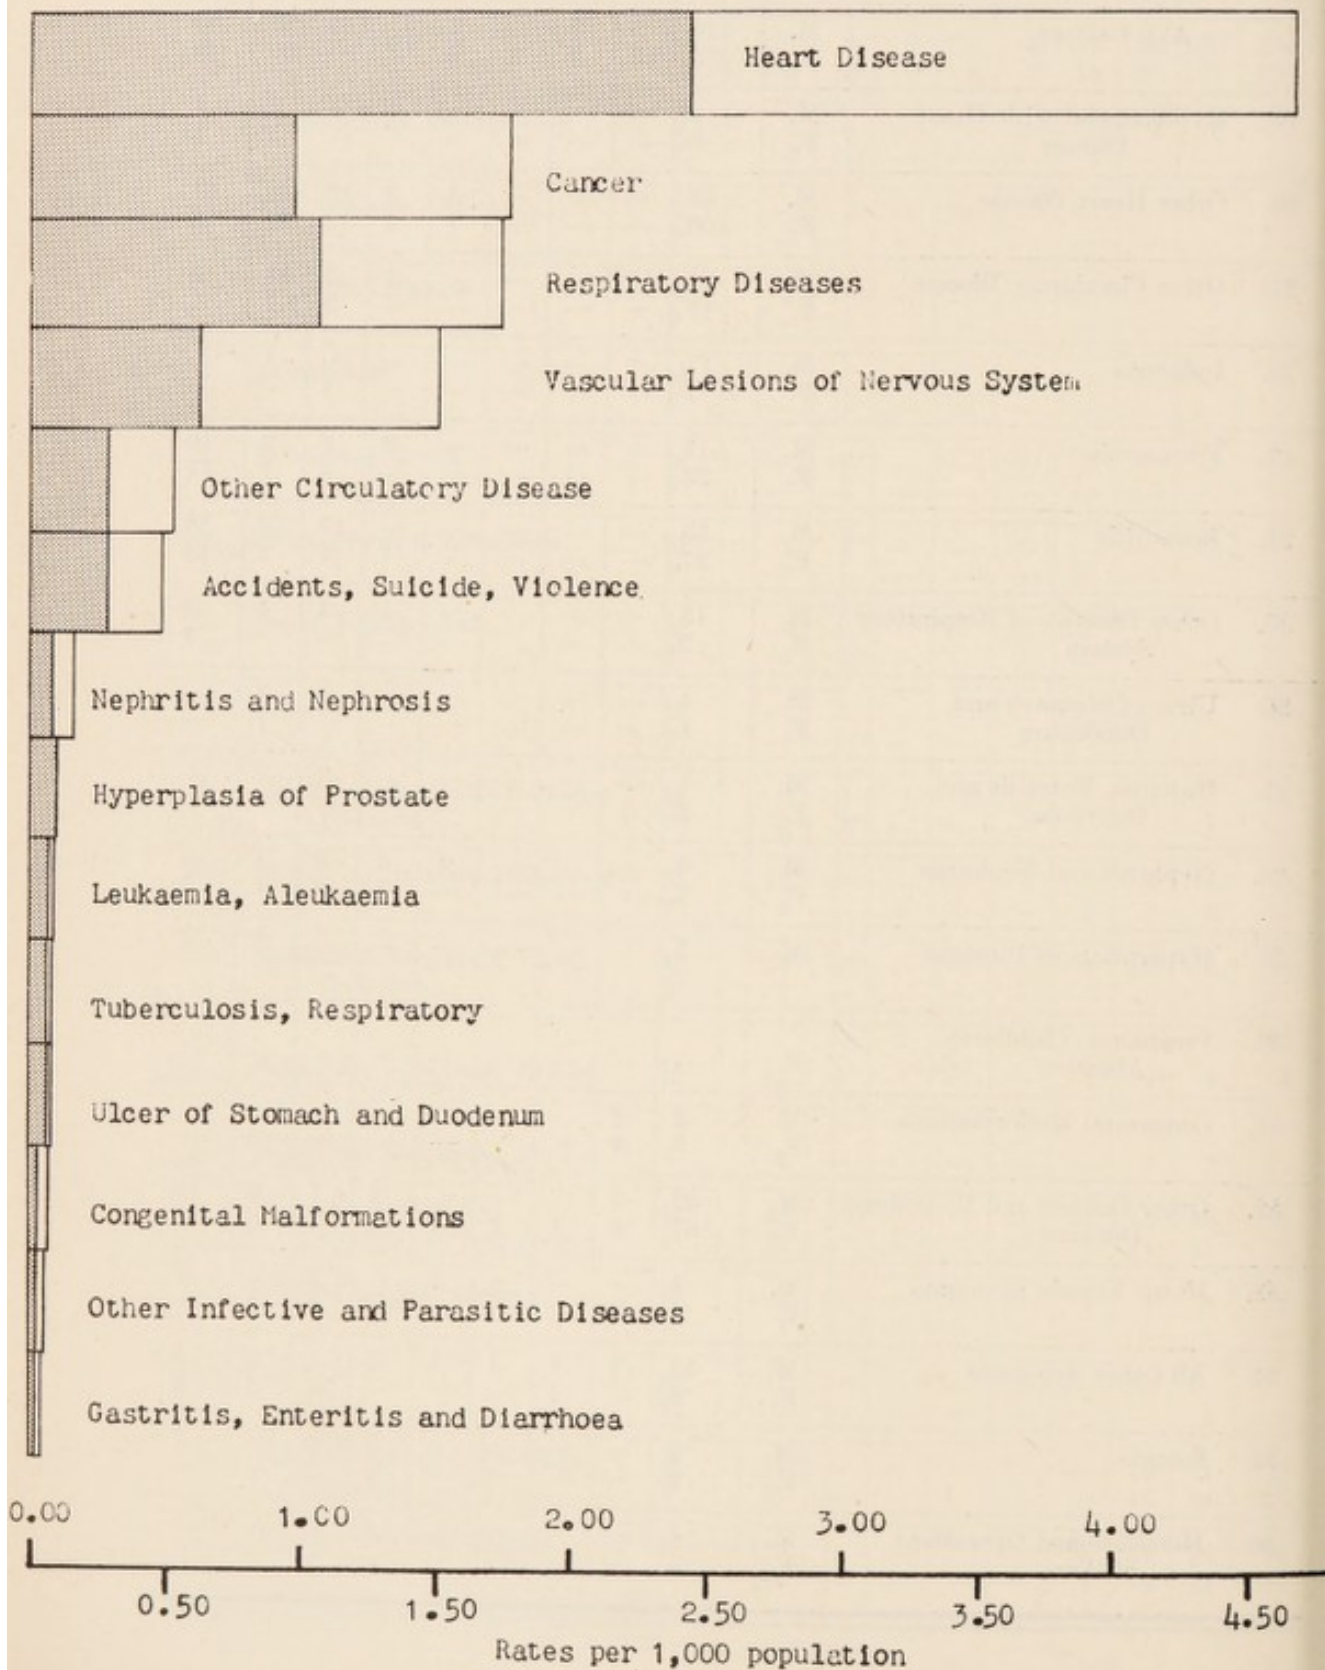 Heart Disease
Cancer
Respiratory Diseases
Vascular Lesions of Nervous System
Other Circulatory Disease
Accidents, Suicide, Violence.
Nephritis and Nephrosis
Hyperplasia of Prostate
Leukaemia, Aleukaemia
Tuberculosis, Respiratory
Ulcer of Stomach and Duodenum
Congenital Malformations
Other Infective and Parasitic Diseases
Gastritis, Enteritis and Diarrhoea
0.00 1.00 2.00 3.00 4.00
0.50 1.50 2.50 3.50 4.50
Rates per 1,000 population